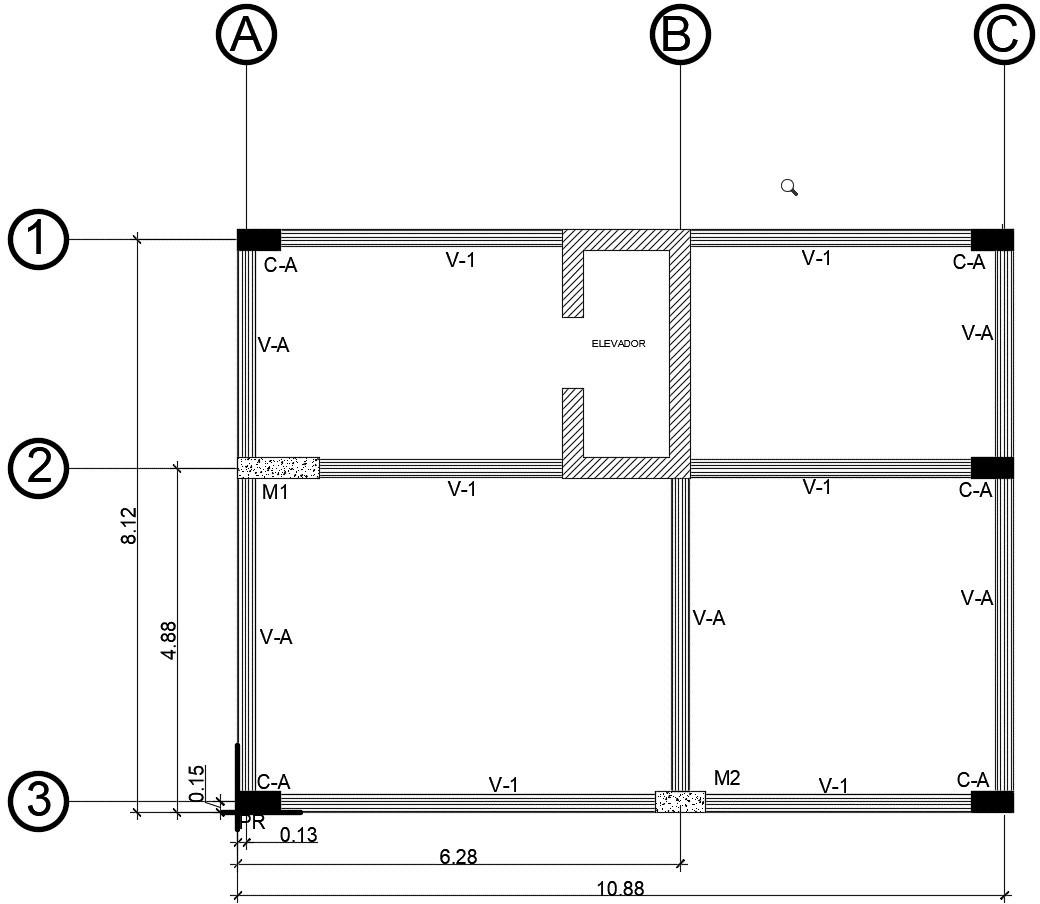 A B C
1
C-A V-1 V-1 C-A
V-A ELEVADOR V-A
2
M1 V-1 V-1 C-A
8.12
4.88
V-A V-A V-A
0.15
C-A V-1 M2 V-1 C-A
3
PR
0.13
6.28
10.88